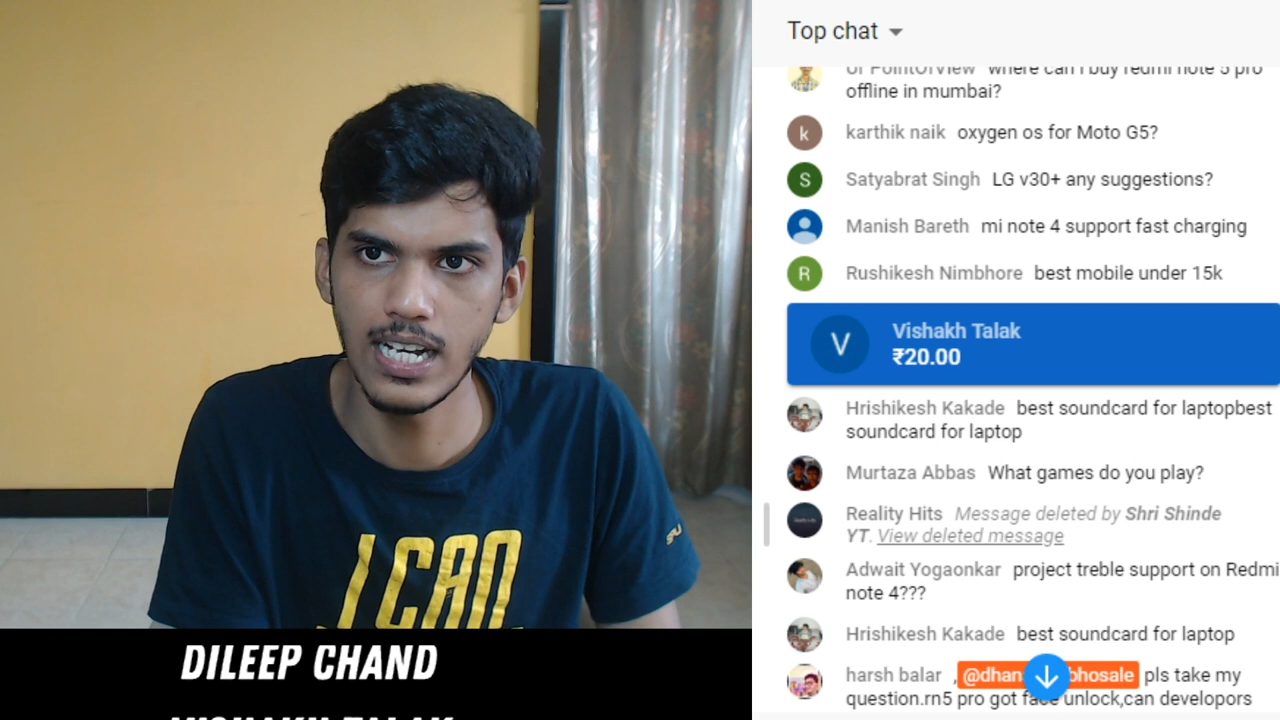 I CAN
DILEEP CHAND
VISHAKH TALAK
Top chat
Ur PointOfView where can I buy redmi note 5 pro
offline in mumbai?
k
karthik naik oxygen os for Moto G5?
S
Satyabrat Singh LG v30+ any suggestions?
Manish Bareth mi note 4 support fast charging
R
Rushikesh Nimbhore best mobile under 15k
V
Vishakh Talak
₹20.00
Hrishikesh Kakade best soundcard for laptopbest
soundcard for laptop
Murtaza Abbas What games do you play?
Reality Hits Message deleted by Shri Shinde
YT. View deleted message
Adwait Yogaonkar project treble support on Redmi
note 4???
Hrishikesh Kakade best soundcard for laptop
harsh balar , pls take my
question.rn5 pro got face unlock,can developors